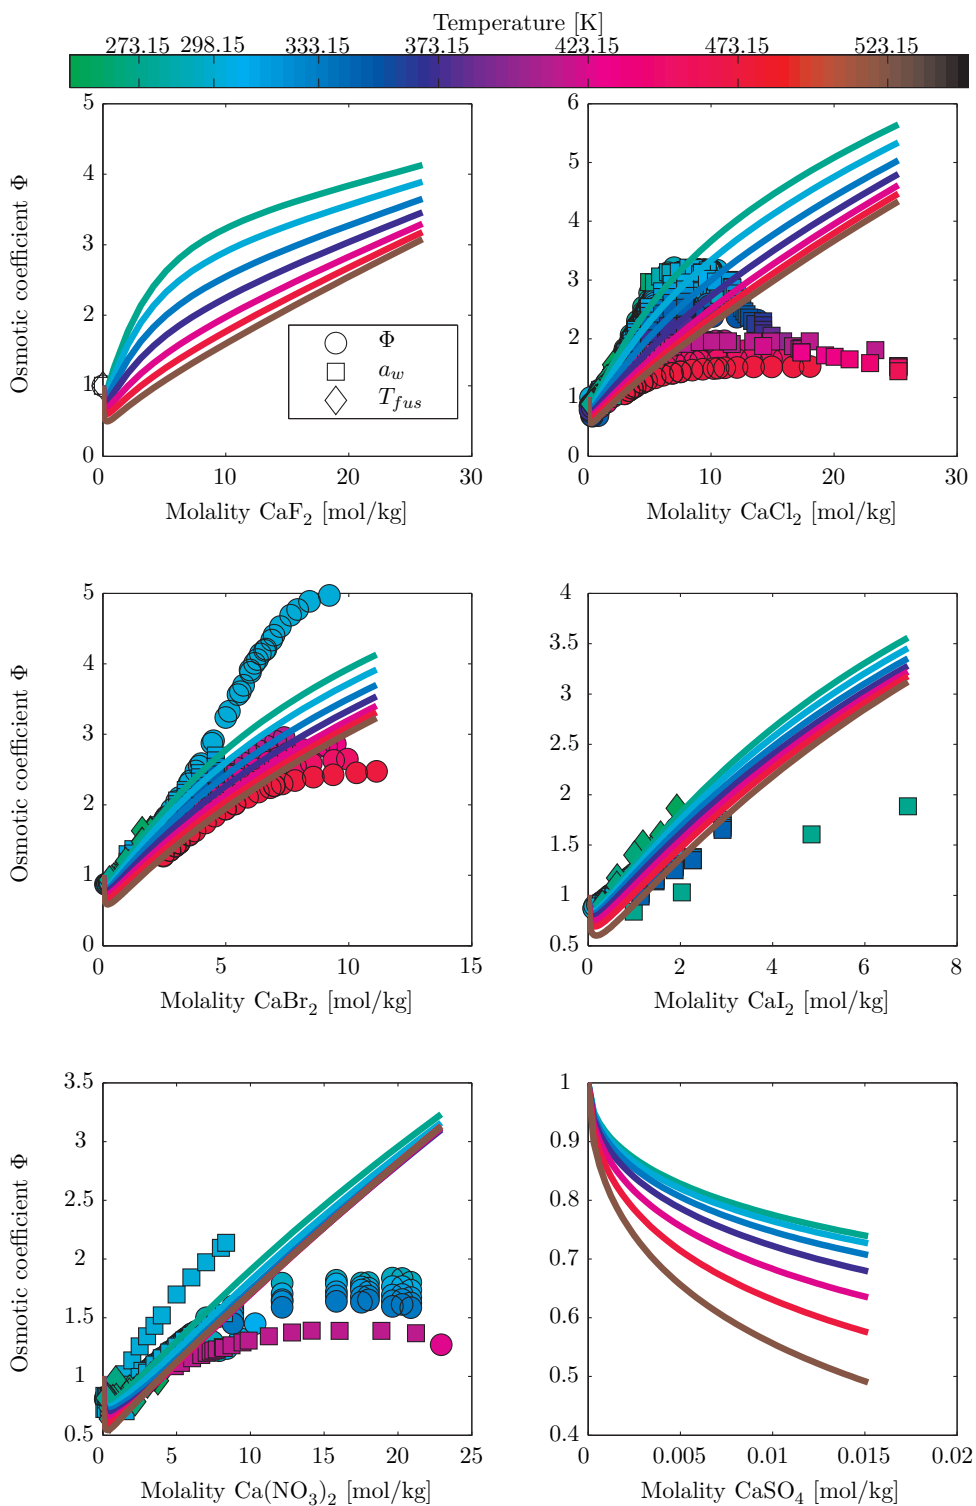 Temperature [K]
273.15 298.15 333.15 373.15 423.15 473.15 523.15
5
4
3
2
1
0
Osmotic coefficient Φ
Φ
a_w
T_fus
0 10 20 30
Molality CaF₂ [mol/kg]
6
5
4
3
2
1
0
0 10 20 30
Molality CaCl₂ [mol/kg]
5
4
3
2
1
0
Osmotic coefficient Φ
0 5 10 15
Molality CaBr₂ [mol/kg]
4
3.5
3
2.5
2
1.5
1
0.5
0 2 4 6 8
Molality CaI₂ [mol/kg]
3.5
3
2.5
2
1.5
1
0.5
Osmotic coefficient Φ
0 5 10 15 20 25
Molality Ca(NO₃)₂ [mol/kg]
1
0.9
0.8
0.7
0.6
0.5
0.4
0 0.005 0.01 0.015 0.02
Molality CaSO₄ [mol/kg]